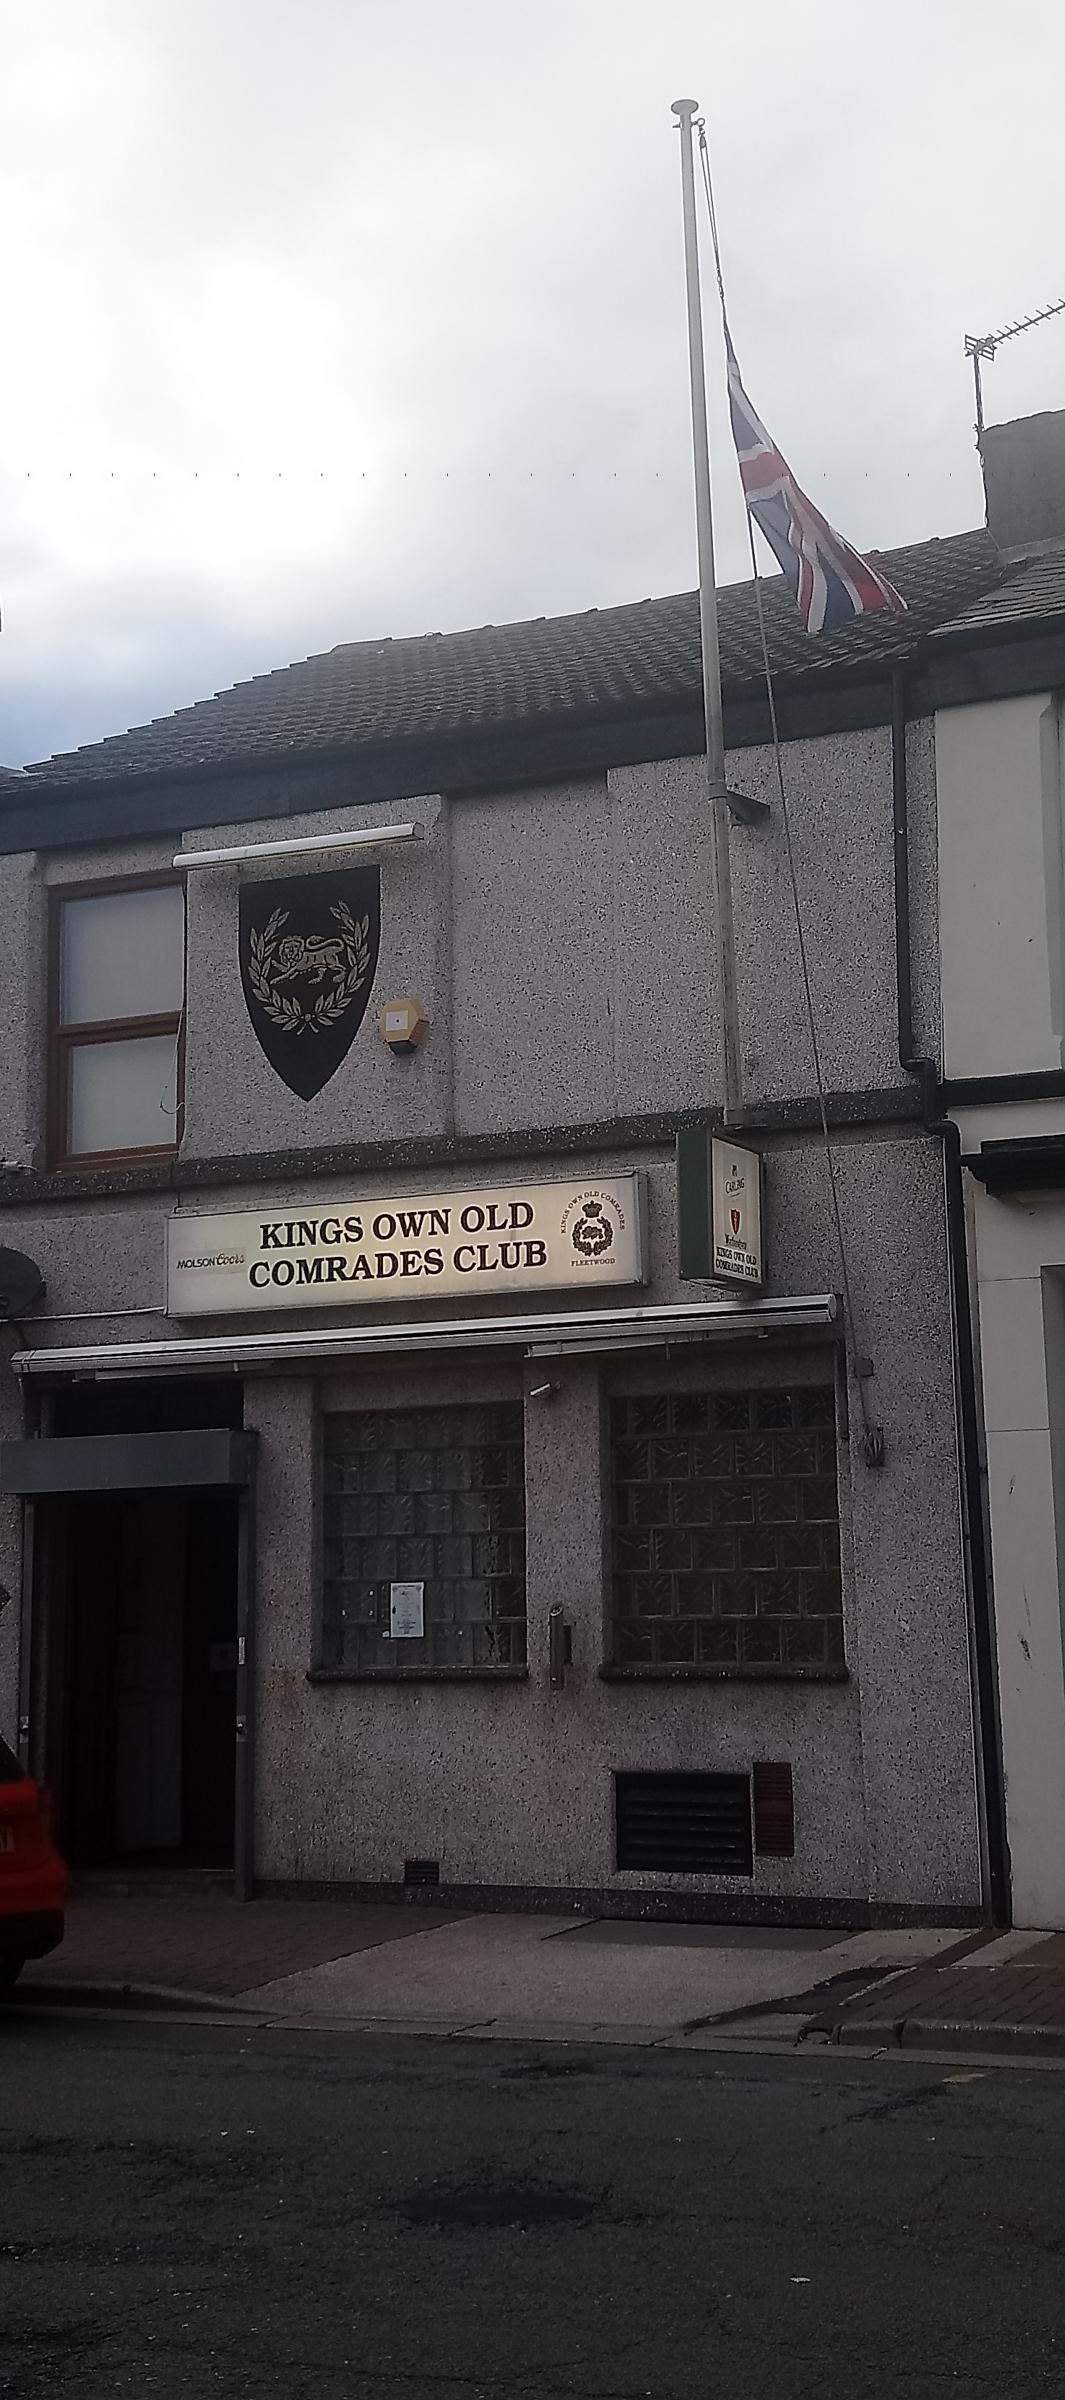 MOLSON Coors
KINGS OWN OLD
COMRADES CLUB
KINGS OWN OLD COMRADES
FLEETWOOD
CARLING
KINGS OWN OLD
COMRADES CLUB